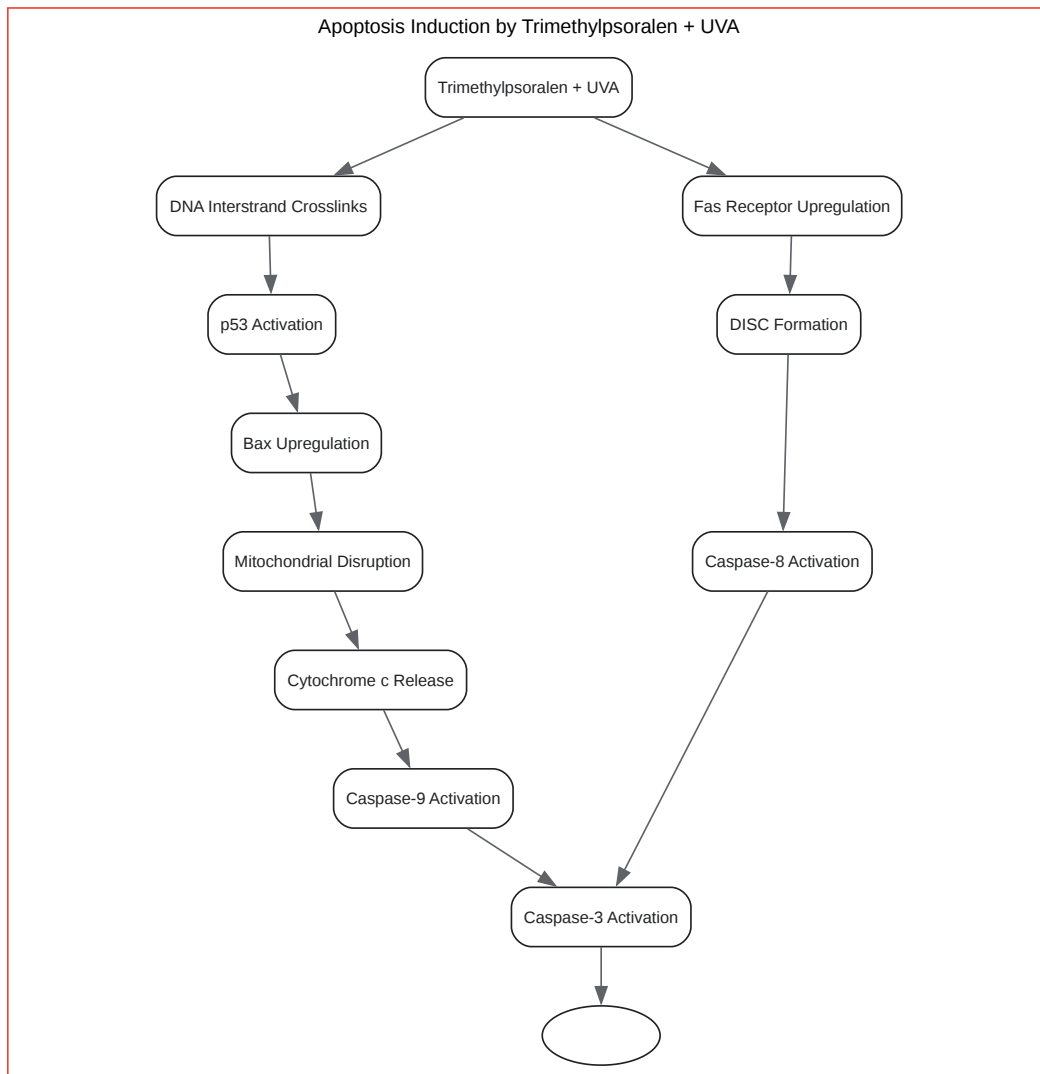 Apoptosis Induction by Trimethylpsoralen + UVA
Trimethylpsoralen + UVA
DNA Interstrand Crosslinks
Fas Receptor Upregulation
p53 Activation
DISC Formation
Bax Upregulation
Mitochondrial Disruption
Caspase-8 Activation
Cytochrome c Release
Caspase-9 Activation
Caspase-3 Activation